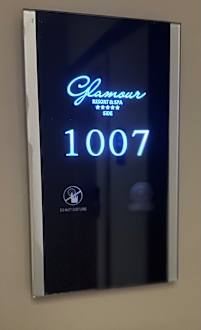 Glamour
RESORT & SPA
SIDE
1007
DO NOT DISTURB